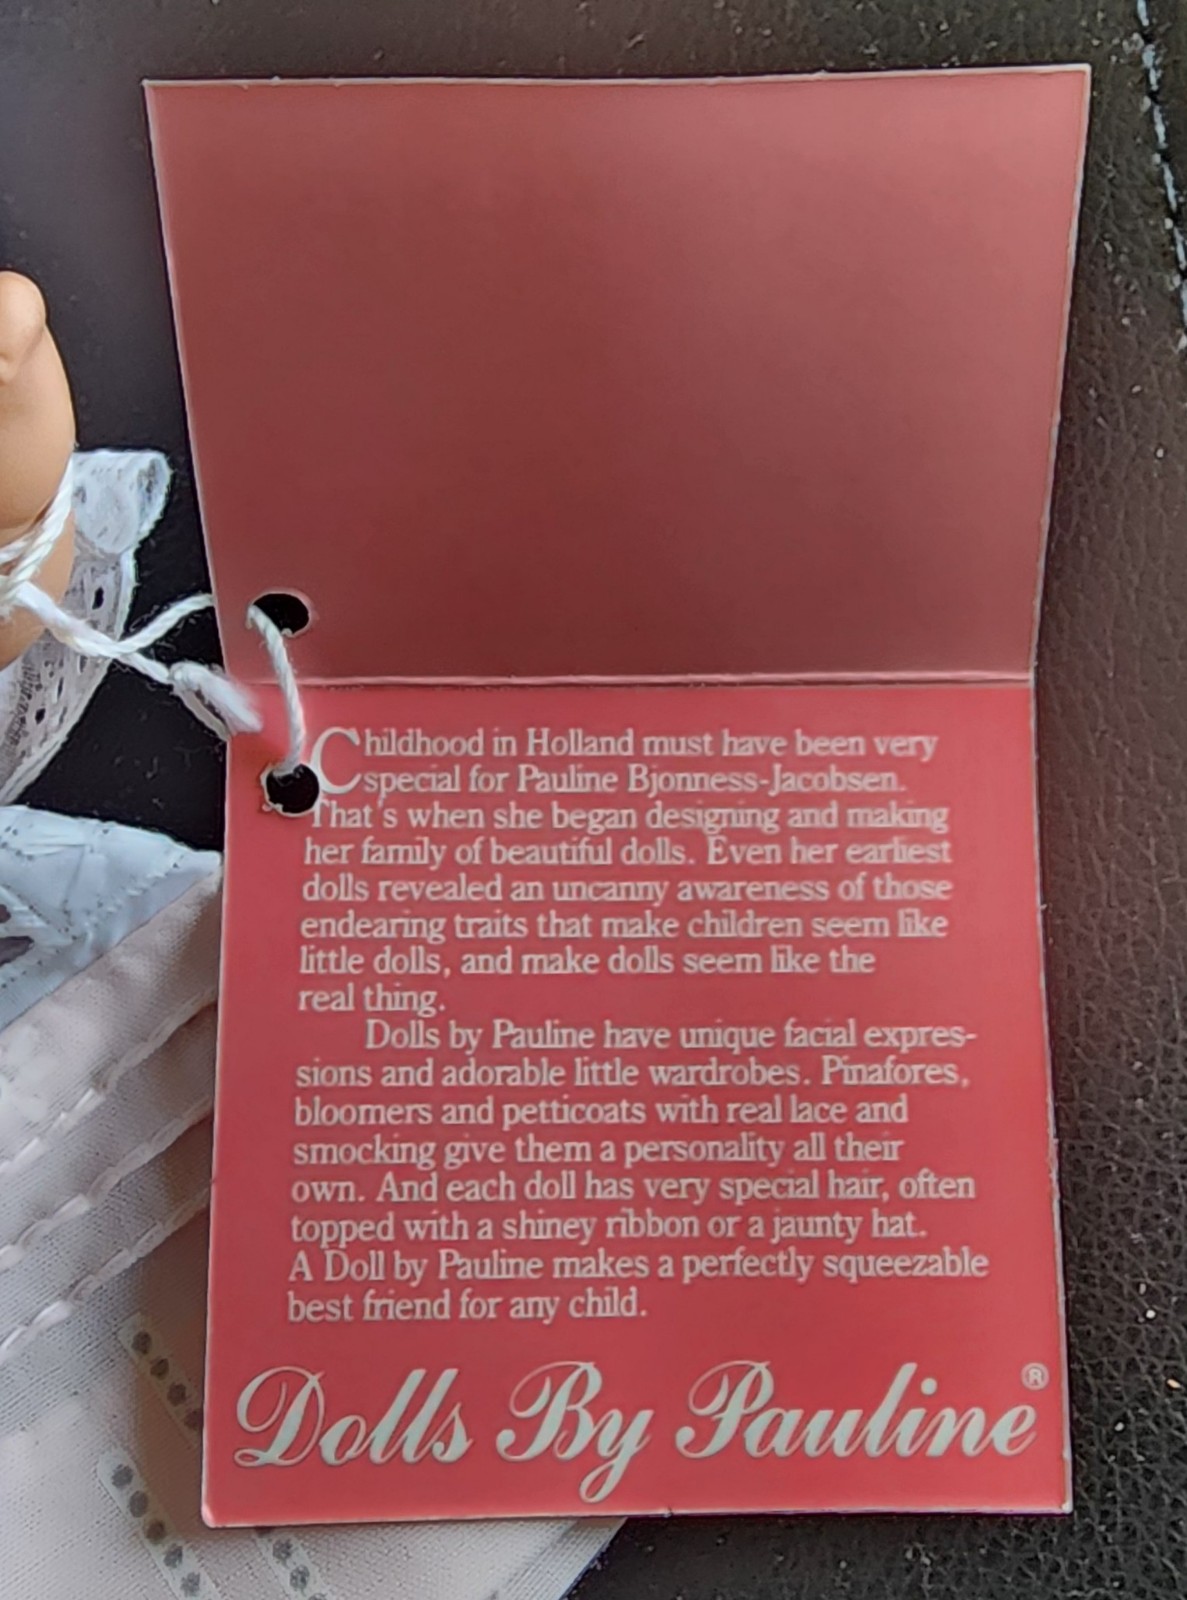 Childhood in Holland must have been very
special for Pauline Bjonness-Jacobsen.
That's when she began designing and making
her family of beautiful dolls. Even her earliest
dolls revealed an uncanny awareness of those
endearing traits that make children seem like
little dolls, and make dolls seem like the
real thing.
Dolls by Pauline have unique facial expres-
sions and adorable little wardrobes. Pinafores,
bloomers and petticoats with real lace and
smocking give them a personality all their
own. And each doll has very special hair, often
topped with a shiney ribbon or a jaunty hat.
A Doll by Pauline makes a perfectly squeezable
best friend for any child.
Dolls By Pauline®